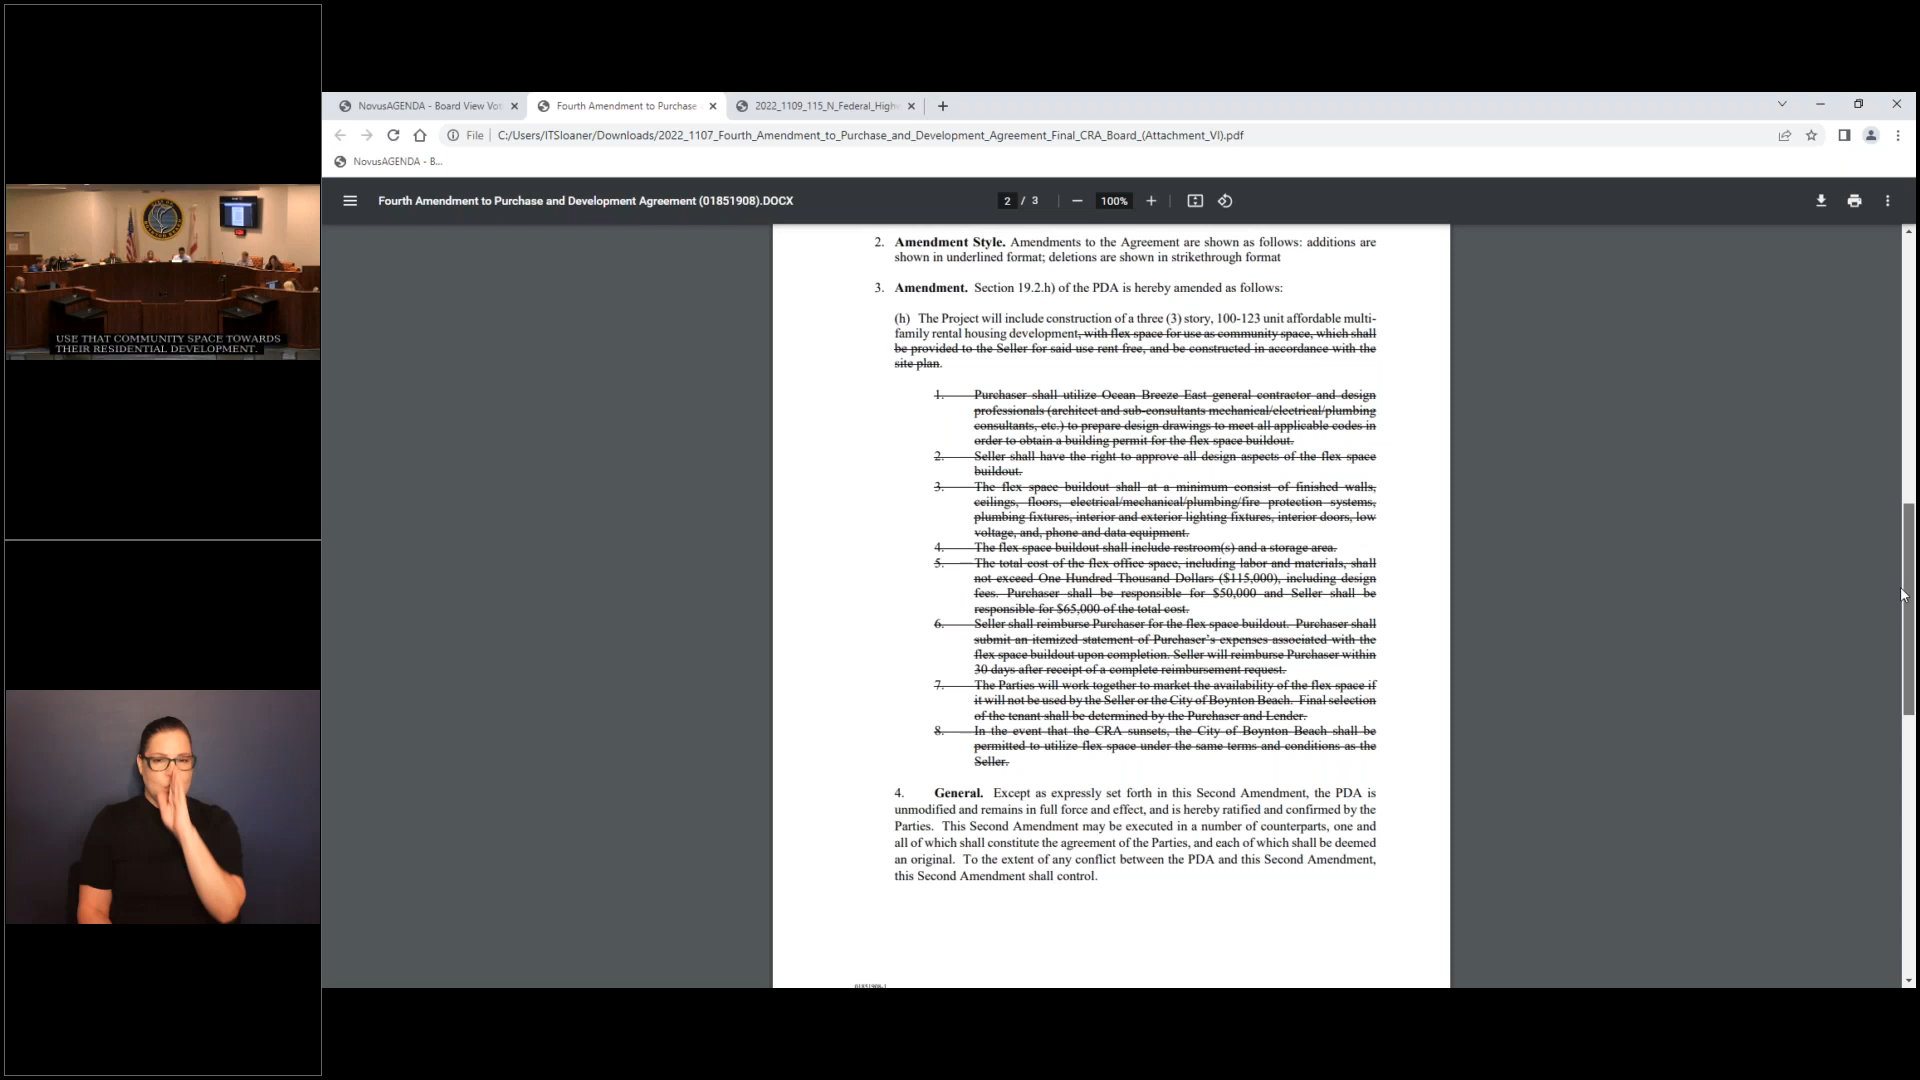 NovusAGENDA - Board View Vot
Fourth Amendment to Purchase
2022_1109_115_N_Federal_High
File
C:/Users/ITSloaner/Downloads/2022_1107_Fourth_Amendment_to_Purchase_and_Development_Agreement_Final_CRA_Board_(Attachment_VI).pdf
NovusAGENDA - B...
Fourth Amendment to Purchase and Development Agreement (01851908).DOCX
2 / 3
100%
USE THAT COMMUNITY SPACE TOWARDS
THEIR RESIDENTIAL DEVELOPMENT.
2. Amendment Style. Amendments to the Agreement are shown as follows: additions are
shown in underlined format; deletions are shown in strikethrough format
3. Amendment. Section 19.2.h) of the PDA is hereby amended as follows:
(h) The Project will include construction of a three (3) story, 100-123 unit affordable multi-
family rental housing development, with flex space for use as community space, which shall
be provided to the Seller for said use rent free, and be constructed in accordance with the
site plan.
1. Purchaser shall utilize Ocean Breeze East general contractor and design
professionals (architect and sub-consultants mechanical/electrical/plumbing
consultants, etc.) to prepare design drawings to meet all applicable codes in
order to obtain a building permit for the flex space buildout.
2. Seller shall have the right to approve all design aspects of the flex space
buildout.
3. The flex space buildout shall at a minimum consist of finished walls,
ceilings, floors, electrical/mechanical/plumbing/fire protection systems,
plumbing fixtures, interior and exterior lighting fixtures, interior doors, low
voltage, and, phone and data equipment.
4. The flex space buildout shall include restroom(s) and a storage area.
5. The total cost of the flex office space, including labor and materials, shall
not exceed One Hundred Thousand Dollars ($115,000), including design
fees. Purchaser shall be responsible for $50,000 and Seller shall be
responsible for $65,000 of the total cost.
6. Seller shall reimburse Purchaser for the flex space buildout. Purchaser shall
submit an itemized statement of Purchaser's expenses associated with the
flex space buildout upon completion. Seller will reimburse Purchaser within
30 days after receipt of a complete reimbursement request.
7. The Parties will work together to market the availability of the flex space if
it will not be used by the Seller or the City of Boynton Beach. Final selection
of the tenant shall be determined by the Purchaser and Lender.
8. In the event that the CRA sunsets, the City of Boynton Beach shall be
permitted to utilize flex space under the same terms and conditions as the
Seller.
4. General. Except as expressly set forth in this Second Amendment, the PDA is
unmodified and remains in full force and effect, and is hereby ratified and confirmed by the
Parties. This Second Amendment may be executed in a number of counterparts, one and
all of which shall constitute the agreement of the Parties, and each of which shall be deemed
an original. To the extent of any conflict between the PDA and this Second Amendment,
this Second Amendment shall control.